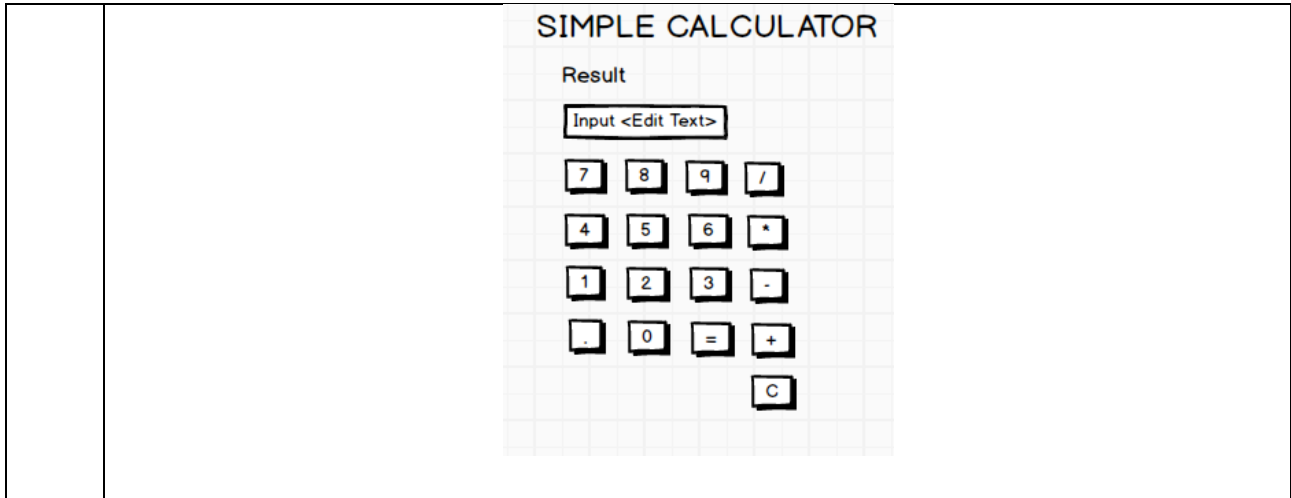 SIMPLE CALCULATOR
Result
Input <Edit Text>
7 8 9 /
4 5 6 *
1 2 3 -
. 0 = +
C